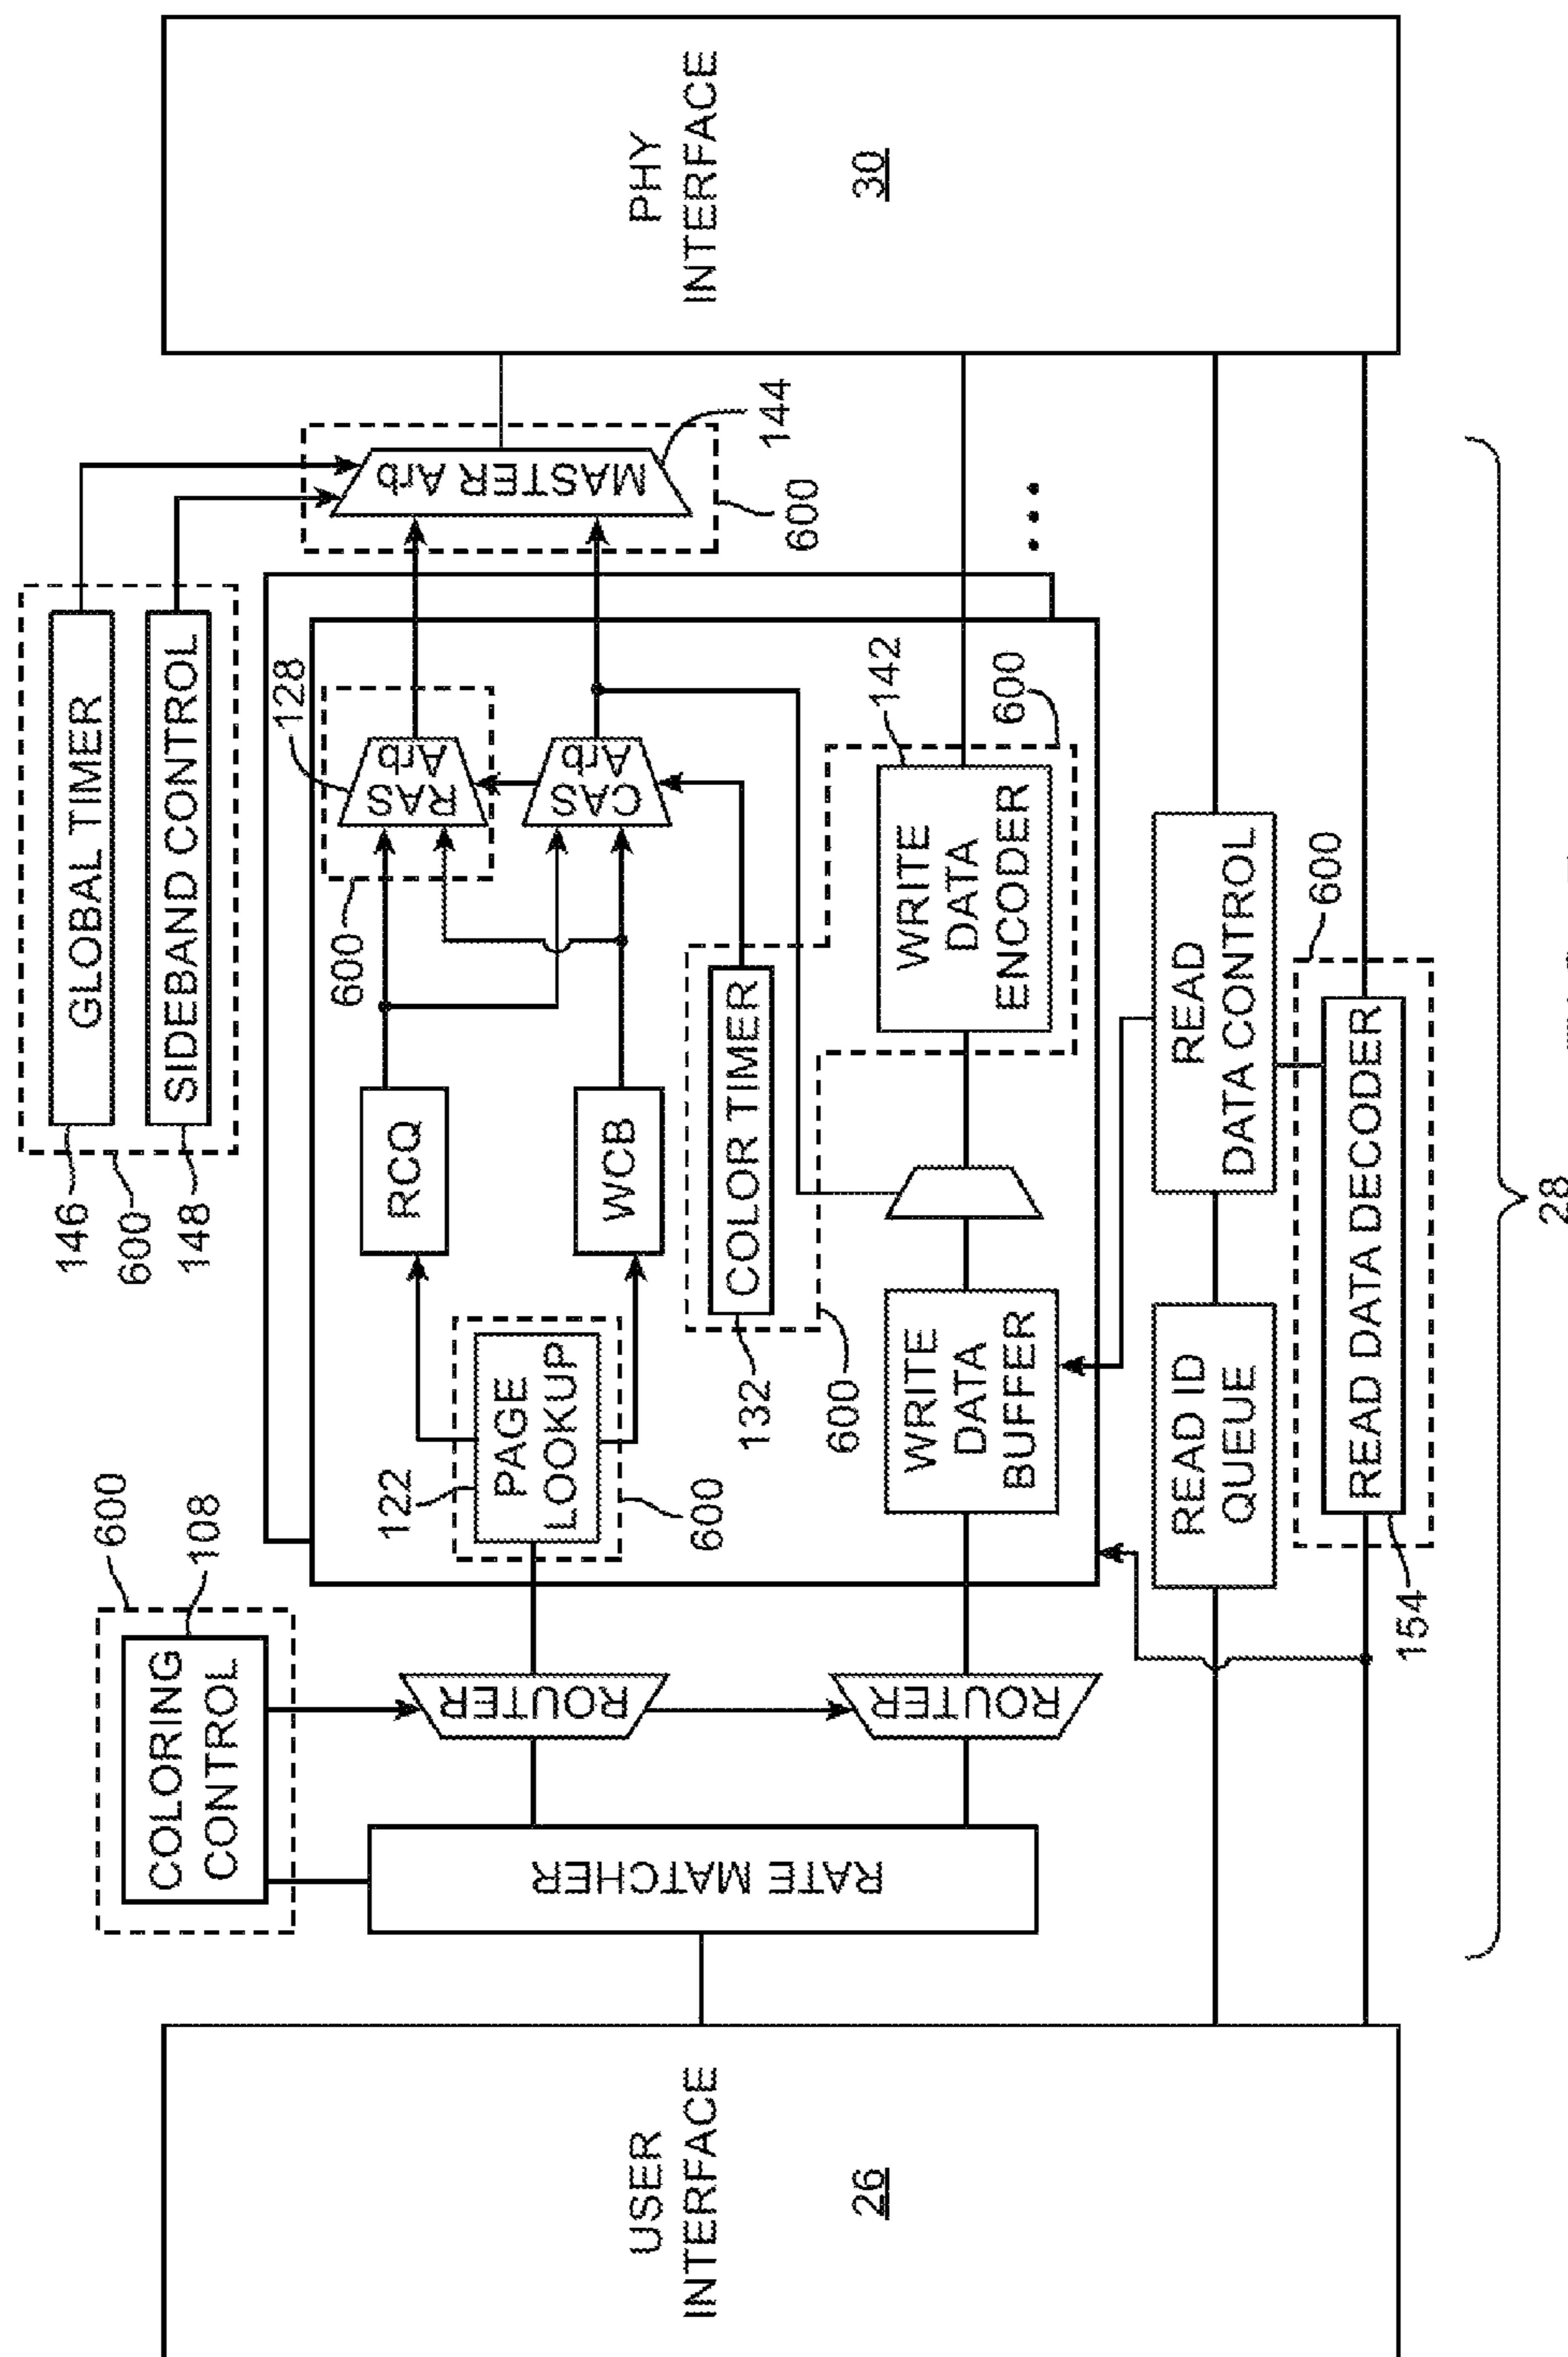 600
108
COLORING
CONTROL
146
600
148
GLOBAL TIMER
SIDEBAND CONTROL
USER
INTERFACE
26
RATE MATCHER
ROUTER
ROUTER
122
PAGE
LOOKUP
600
RCQ
WCB
600
128
RAS
Arb
CAS
Arb
MASTER Arb
144
600
132
COLOR TIMER
600
WRITE
DATA
BUFFER
WRITE
DATA
ENCODER
142
600
...
READ ID
QUEUE
READ
DATA CONTROL
154
READ DATA DECODER
600
28
PHY
INTERFACE
30